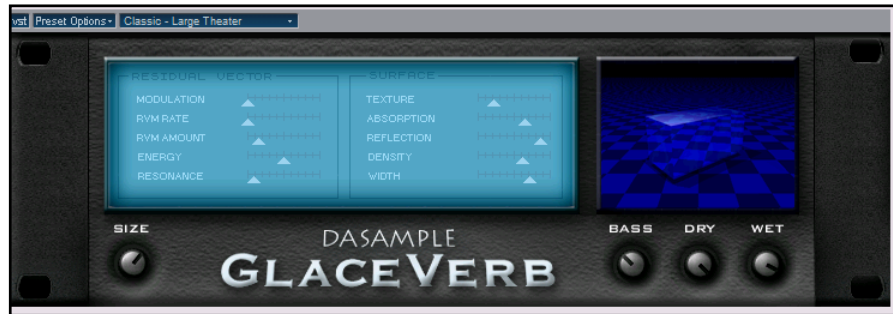 vst Preset Options Classic - Large Theater
RESIDUAL VECTOR
MODULATION
RVM RATE
RVM AMOUNT
ENERGY
RESONANCE
SURFACE
TEXTURE
ABSORPTION
REFLECTION
DENSITY
WIDTH
SIZE
DASAMPLE
GLACEVERB
BASS DRY WET